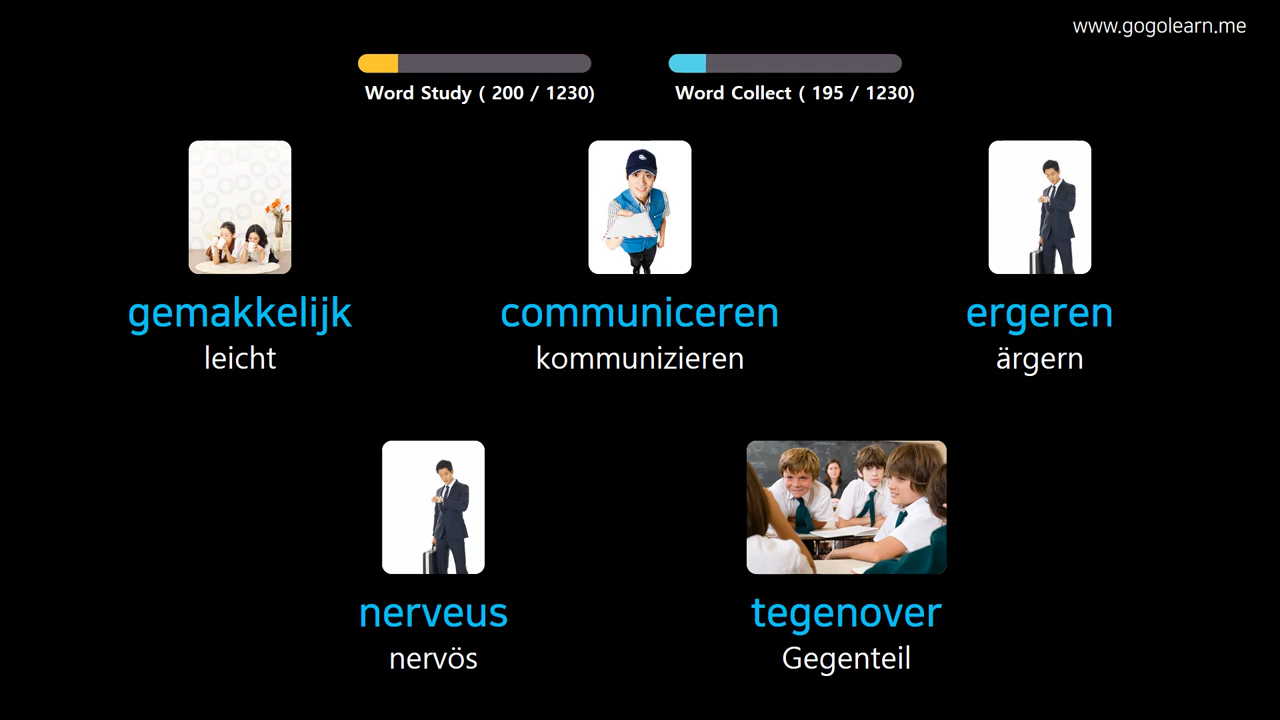 www.gogolearn.me
Word Study ( 200 / 1230)
Word Collect ( 195 / 1230)
gemakkelijk
leicht
communiceren
kommunizieren
ergeren
ärgern
nerveus
nervös
tegenover
Gegenteil